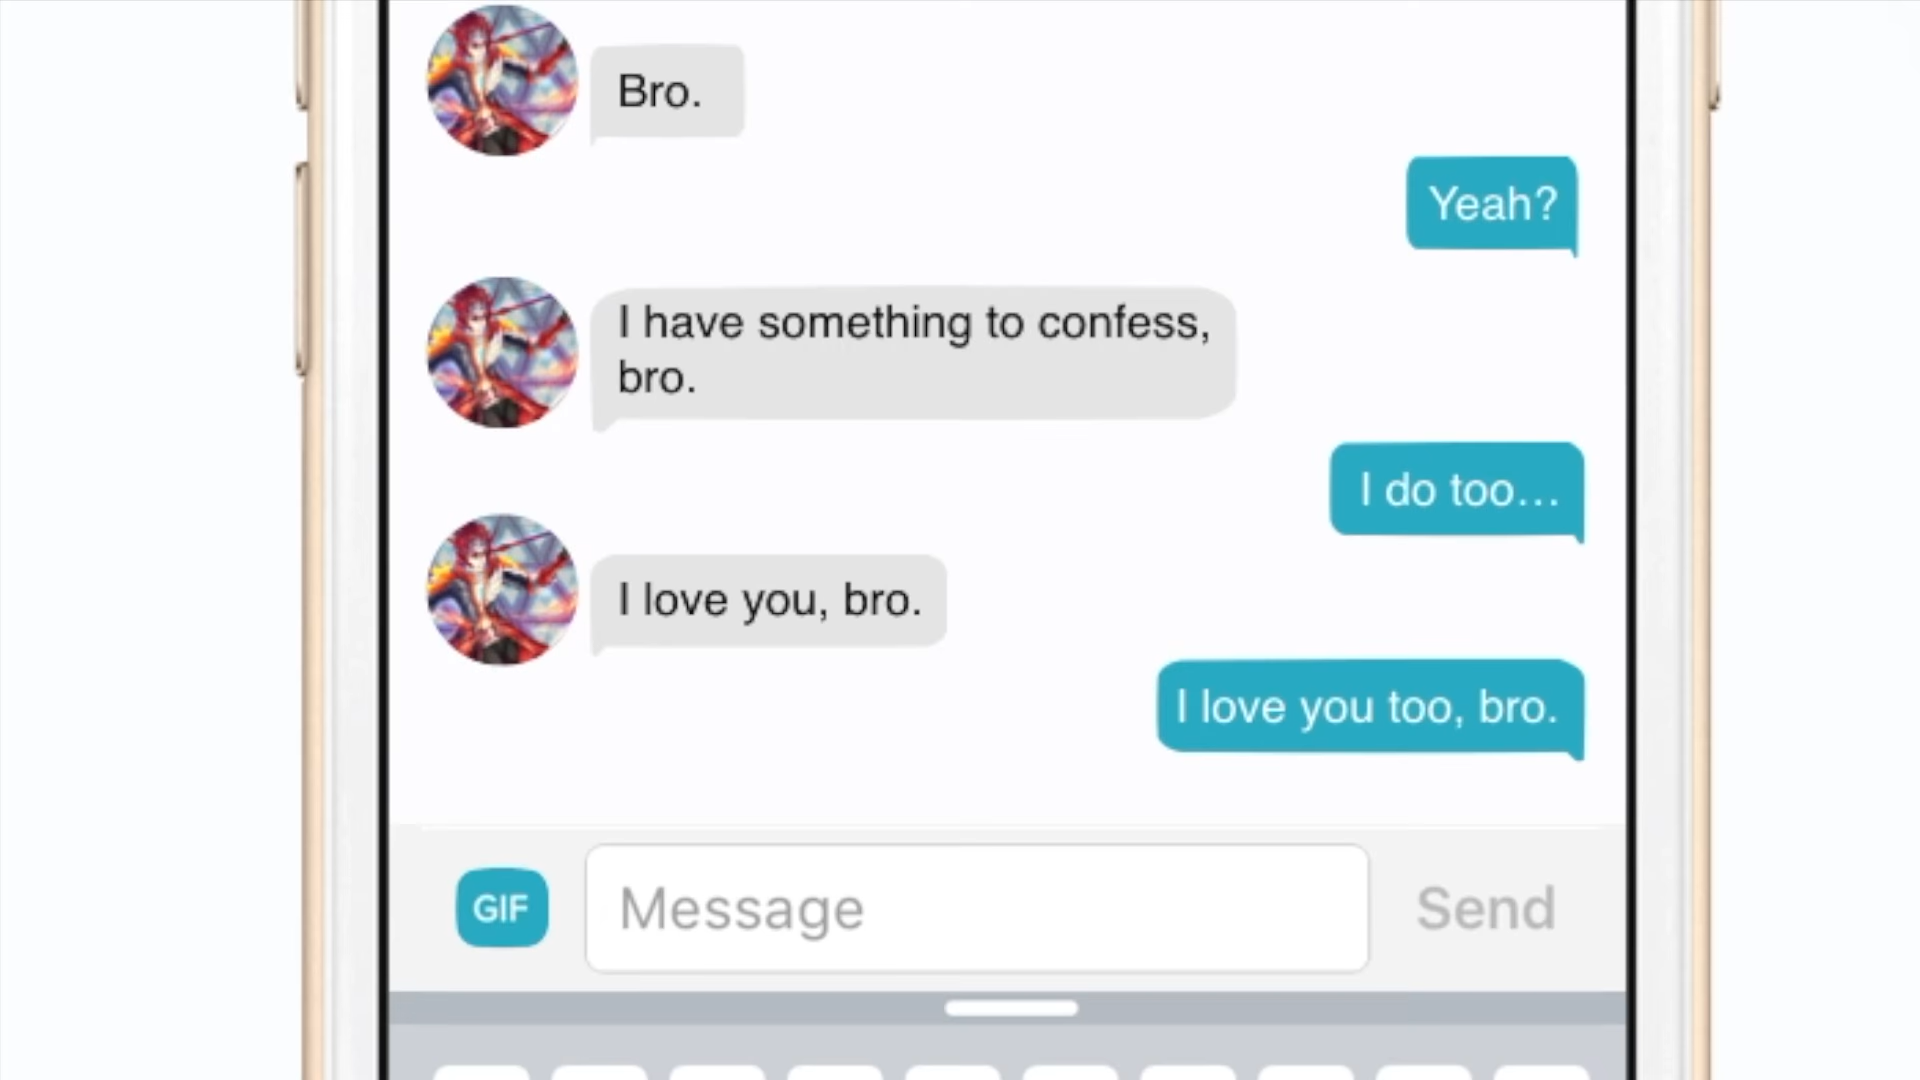 Bro.
Yeah?
I have something to confess,
bro.
I do too...
I love you, bro.
I love you too, bro.
GIF
Message
Send